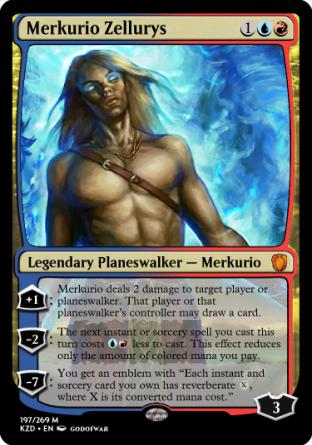 Merkurio Zellurys 1
Legendary Planeswalker — Merkurio
+1: Merkurio deals 2 damage to target player or
planeswalker. That player or that
planeswalker's controller may draw a card.
-2: The next instant or sorcery spell you cast this
turn costs less to cast. This effect reduces
only the amount of colored mana you pay.
-7: You get an emblem with "Each instant and
sorcery card you own has reverberate X,
where X is its converted mana cost."
3
197/269 M
KZD • EN GODOFWAR